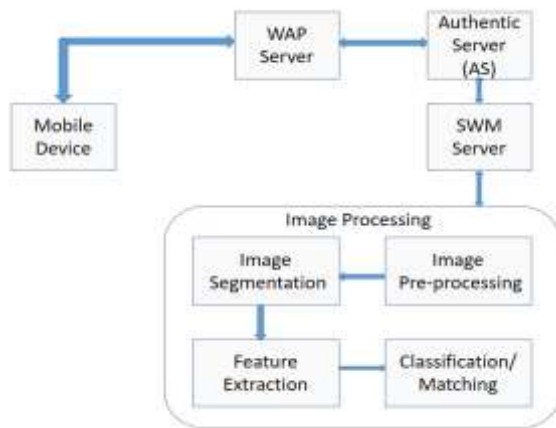 WAP
Server
Authentic
Server
(AS)
Mobile
Device
SWM
Server
Image Processing
Image
Segmentation
Image
Pre-processing
Feature
Extraction
Classification/
Matching